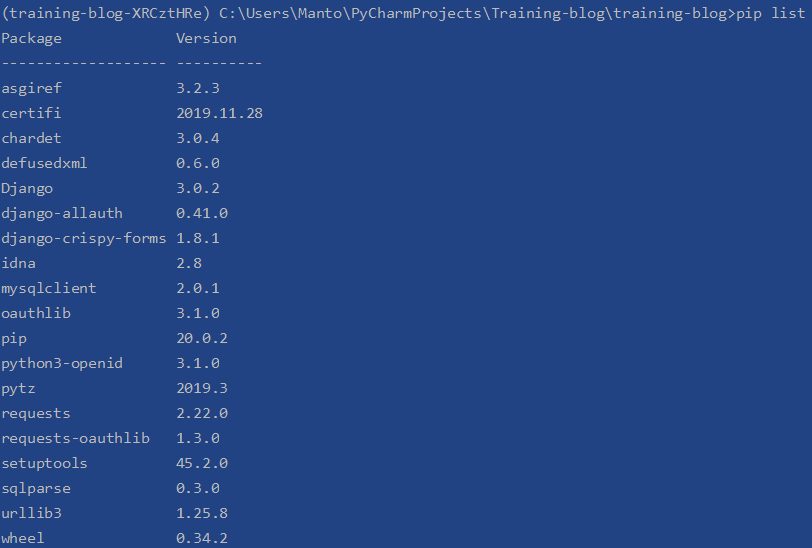 (training-blog-XRCztHRe) C:\Users\Manto\PyCharmProjects\Training-blog\training-blog>pip list
Package             Version
------------------- ----------
asgiref             3.2.3
certifi             2019.11.28
chardet             3.0.4
defusedxml          0.6.0
Django              3.0.2
django-allauth      0.41.0
django-crispy-forms 1.8.1
idna                2.8
mysqlclient         2.0.1
oauthlib            3.1.0
pip                 20.0.2
python3-openid      3.1.0
pytz                2019.3
requests            2.22.0
requests-oauthlib   1.3.0
setuptools          45.2.0
sqlparse            0.3.0
urllib3             1.25.8
wheel               0.34.2